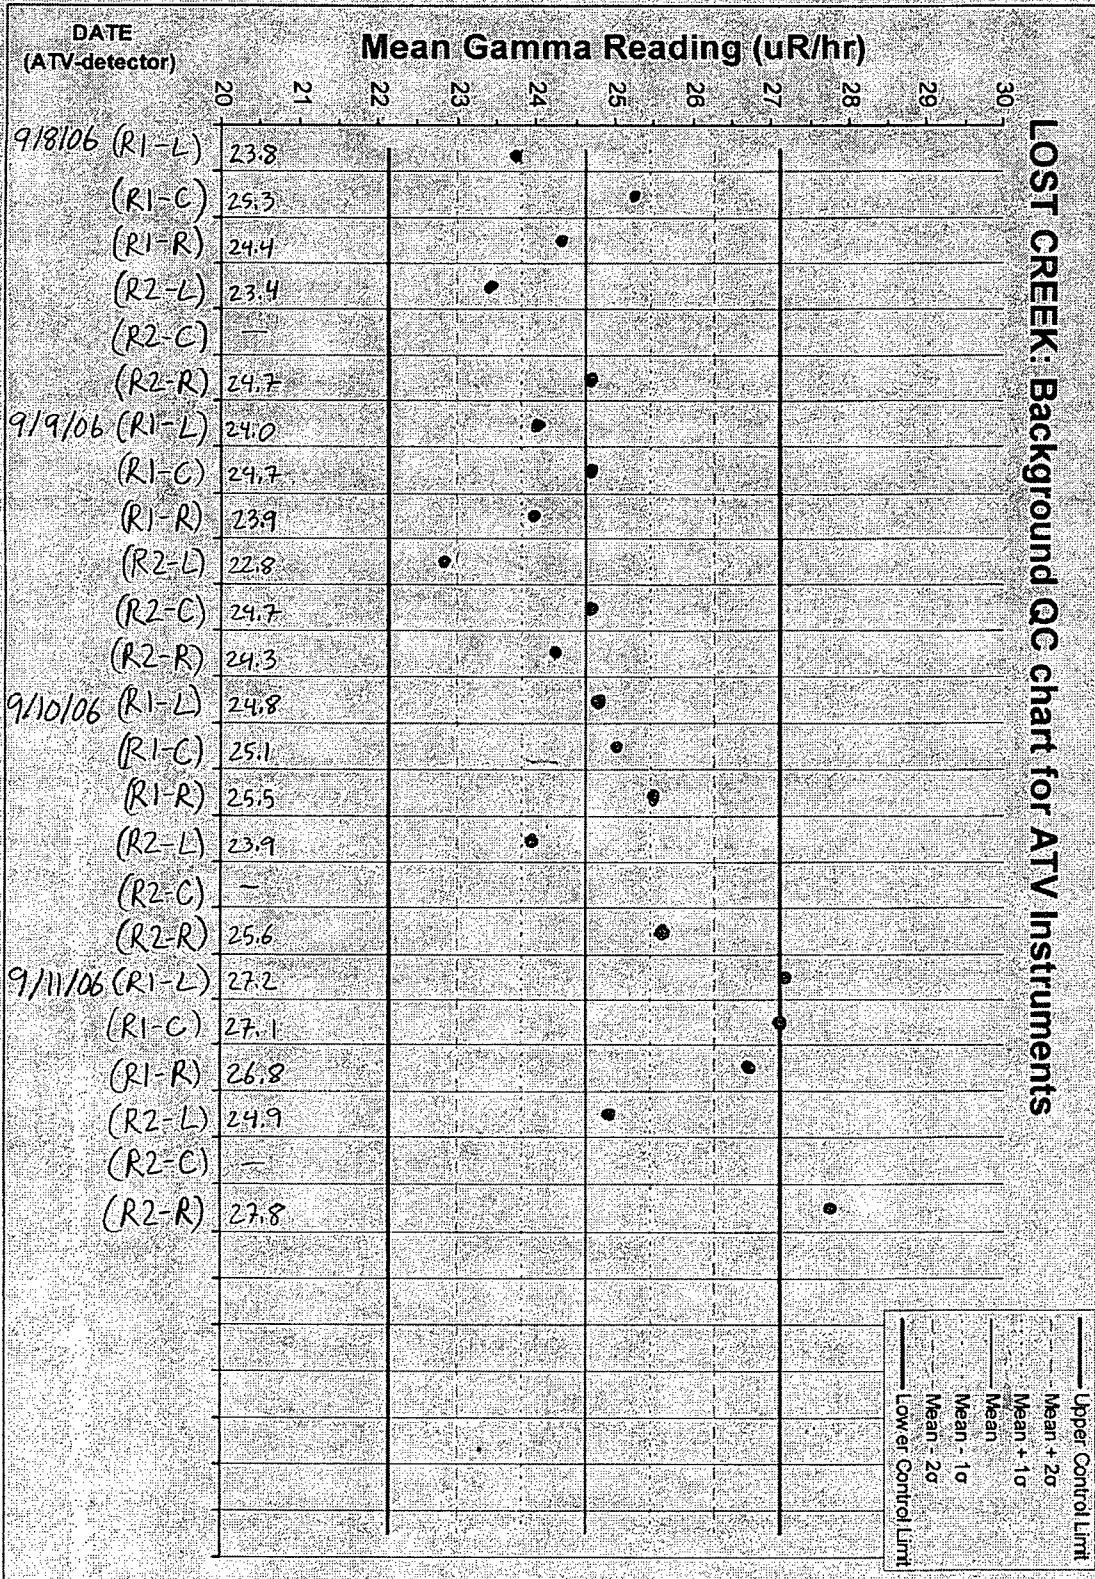 LOST CREEK: Background QC chart for ATV Instruments
Mean Gamma Reading (uR/hr)
DATE
(ATV-detector)
20 21 22 23 24 25 26 27 28 29 30
9/8/06 (R1-L) 23.8
(R1-C) 25.3
(R1-R) 24.4
(R2-L) 23.4
(R2-C) —
(R2-R) 24.7
9/9/06 (R1-L) 24.0
(R1-C) 24.7
(R1-R) 23.9
(R2-L) 22.8
(R2-C) 24.7
(R2-R) 24.3
9/10/06 (R1-L) 24.8
(R1-C) 25.1
(R1-R) 25.5
(R2-L) 23.9
(R2-C) —
(R2-R) 25.6
9/11/06 (R1-L) 27.2
(R1-C) 27.1
(R1-R) 26.8
(R2-L) 24.9
(R2-C) —
(R2-R) 27.8
Upper Control Limit
Mean + 2σ
Mean + 1σ
Mean
Mean - 1σ
Mean - 2σ
Lower Control Limit